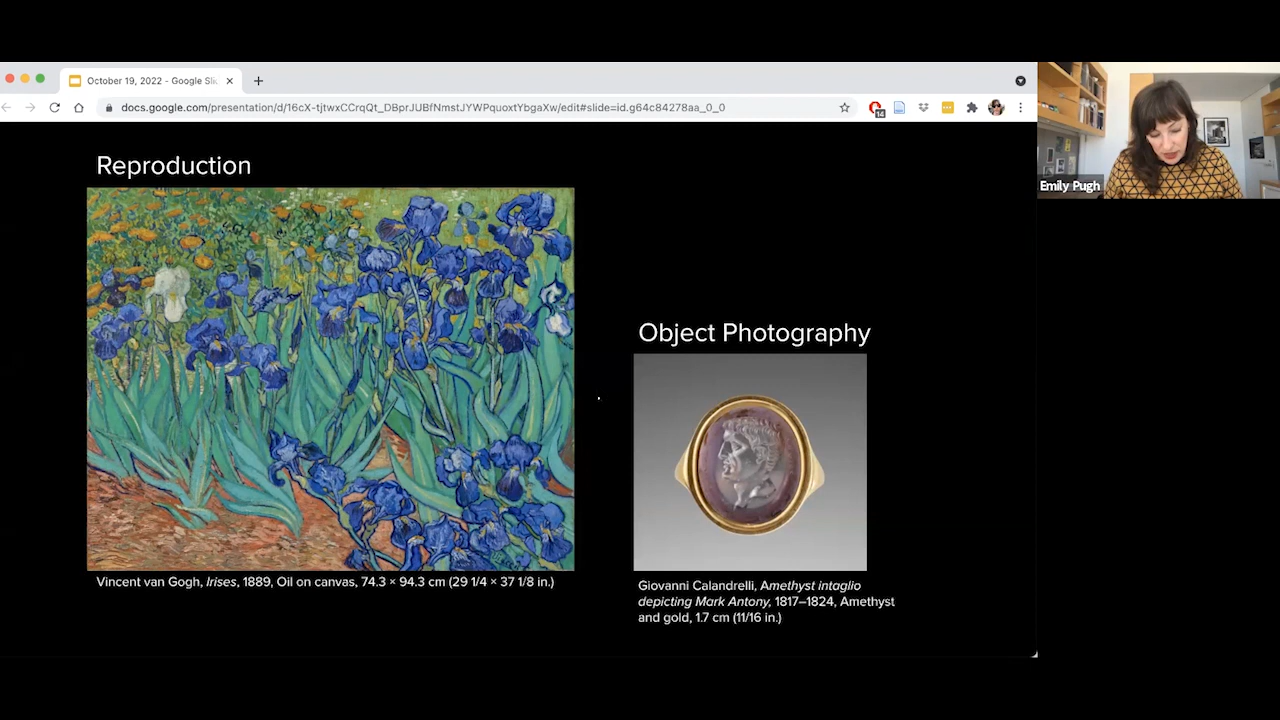 October 19, 2022 - Google Sli
docs.google.com/presentation/d/16cX-tjtwxCCrqQt_DBprJUBfNmstJYWPquoxtYbgaXw/edit#slide=id.g64c84278aa_0_0
14
Emily Pugh
Reproduction
Vincent van Gogh, Irises, 1889, Oil on canvas, 74.3 × 94.3 cm (29 1/4 × 37 1/8 in.)
Object Photography
Giovanni Calandrelli, Amethyst intaglio
depicting Mark Antony, 1817–1824, Amethyst
and gold, 1.7 cm (11/16 in.)